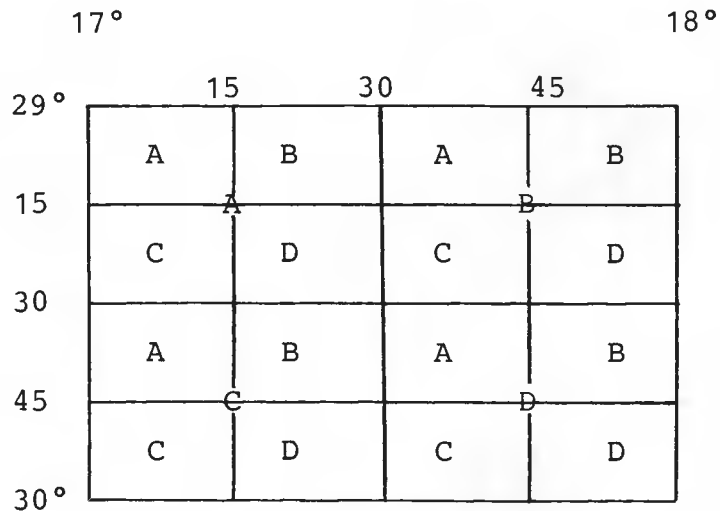 17° 18°
15 30 45
29°
A B A B
15 A B
C D C D
30
A B A B
45 C D
C D C D
30°